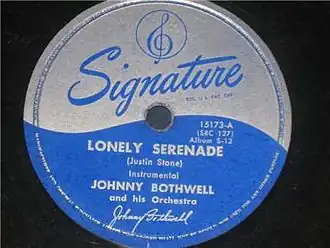 Signature
REG. U.S. PAT. OFF.
15173-A
(SRC-127)
Album S-12
LONELY SERENADE
(Justin Stone)
Instrumental
JOHNNY BOTHWELL
and his Orchestra
Johnny Bothwell